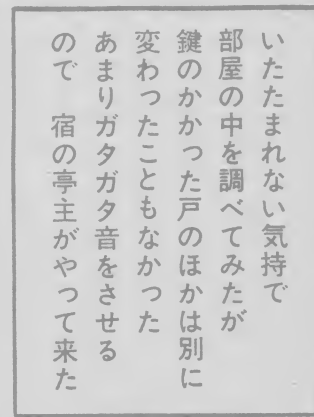 いたたまれない気持で
部屋の中を調べてみたが
鍵のかかった戸のほかは別に
変わったこともなかった
あまりガタガタ音をさせる
ので　宿の亭主がやって来た